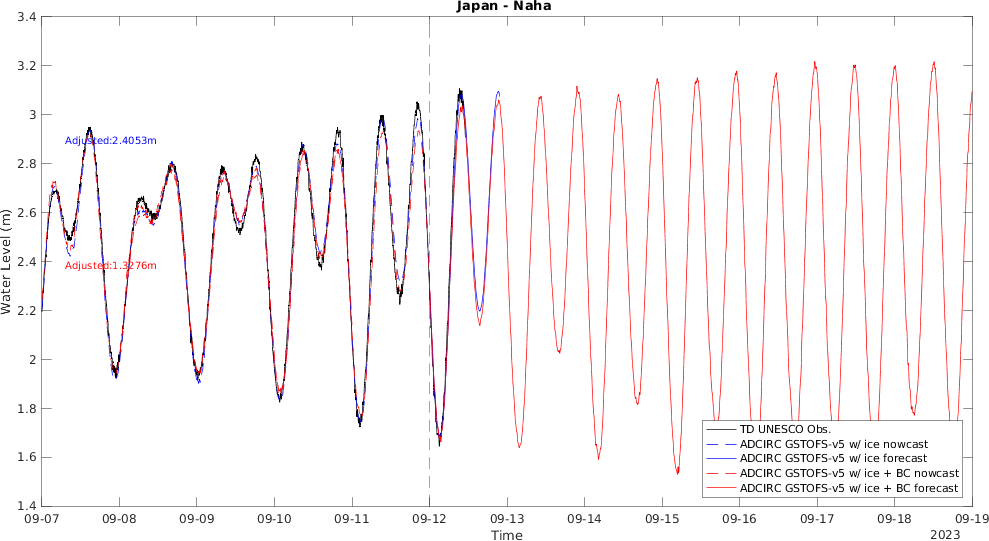 Japan - Naha
3.4
3.2
3
2.8
2.6
2.4
2.2
2
1.8
1.6
1.4
Water Level (m)
Adjusted:2.4053m
Adjusted:1.3276m
TD UNESCO Obs.
ADCIRC GSTOFS-v5 w/ ice nowcast
ADCIRC GSTOFS-v5 w/ ice forecast
ADCIRC GSTOFS-v5 w/ ice + BC nowcast
ADCIRC GSTOFS-v5 w/ ice + BC forecast
09-07 09-08 09-09 09-10 09-11 09-12 09-13 09-14 09-15 09-16 09-17 09-18 09-19
Time
2023